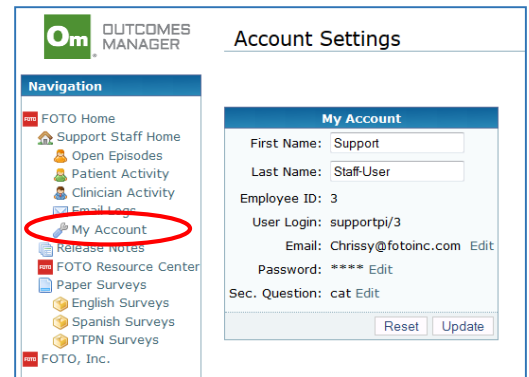 Om OUTCOMES
MANAGER
Account Settings
Navigation
FOTO FOTO Home
Support Staff Home
Open Episodes
Patient Activity
Clinician Activity
Email Logs
My Account
Release Notes
FOTO FOTO Resource Center
Paper Surveys
English Surveys
Spanish Surveys
PTPN Surveys
FOTO FOTO, Inc.
My Account
First Name: Support
Last Name: Staff-User
Employee ID: 3
User Login: supportpi/3
Email: Chrissy@fotoinc.com Edit
Password: **** Edit
Sec. Question: cat Edit
Reset Update